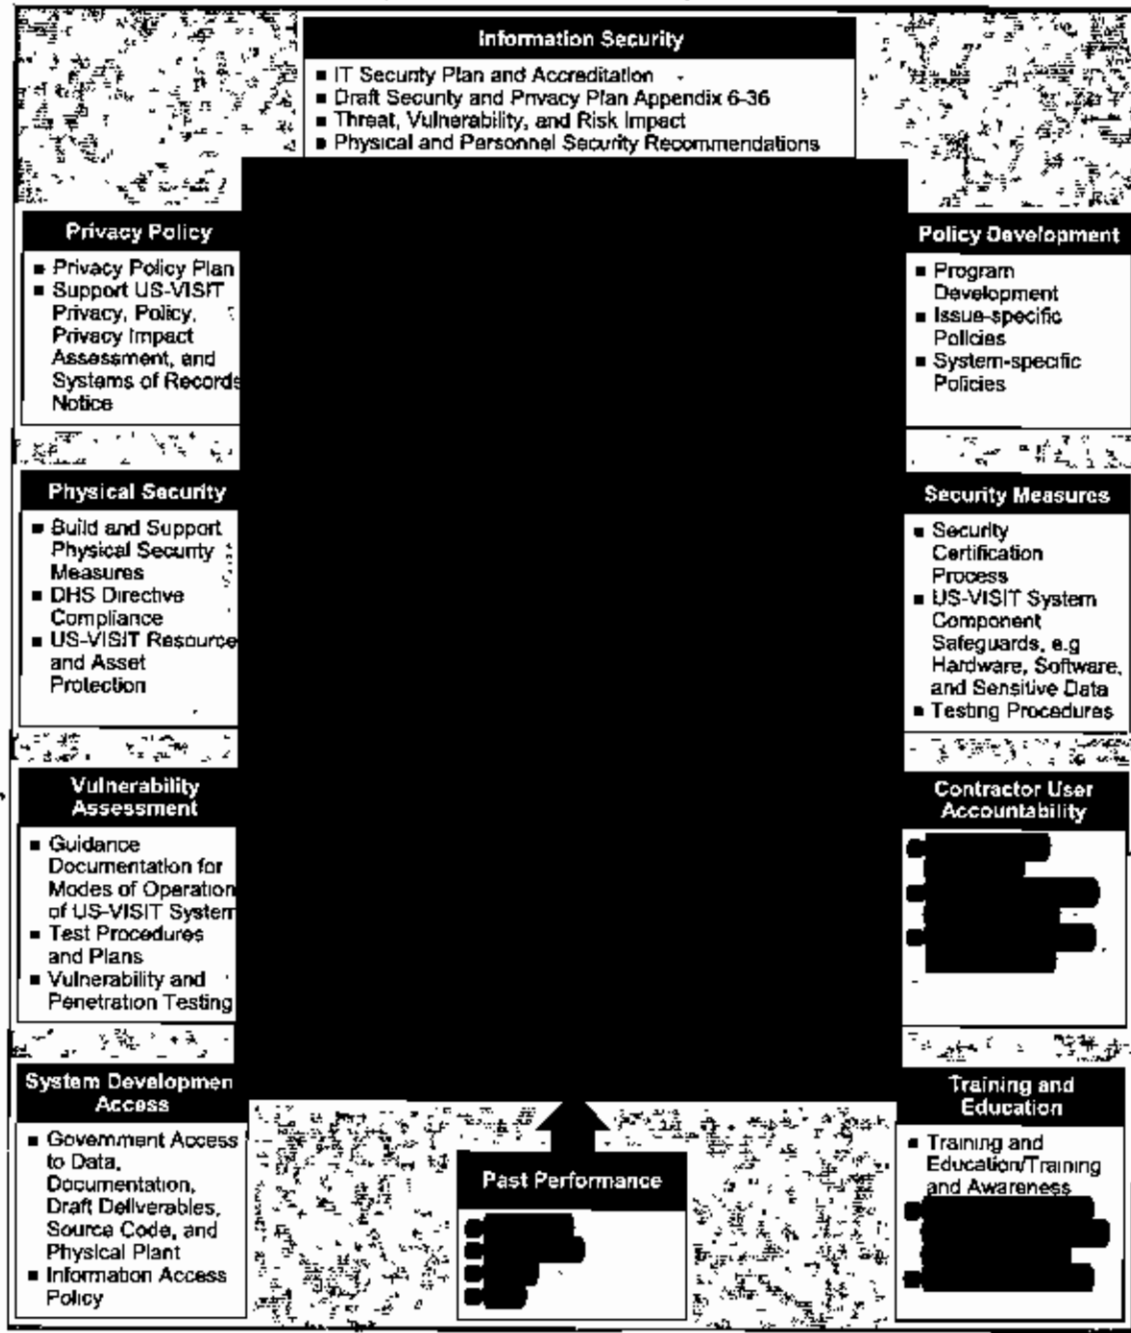 Information Security
■ IT Security Plan and Accreditation
■ Draft Security and Privacy Plan Appendix 6-36
■ Threat, Vulnerability, and Risk Impact
● Physical and Personnel Security Recommendations
Privacy Policy
■ Privacy Policy Plan
■ Support US-VISIT
Privacy, Policy,
Privacy Impact
Assessment, and
Systems of Records
Notice
Policy Development
■ Program
Development
■ Issue-specific
Policies
■ System-specific
Policies
Physical Security
■ Build and Support
Physical Security
Measures
■ DHS Directive
Compliance
■ US-VISIT Resource
and Asset
Protection
Security Measures
■ Security
Certification
Process
■ US-VISIT System
Component
Safeguards, e.g
Hardware, Software,
and Sensitive Data
■ Testing Procedures
Vulnerability
Assessment
■ Guidance
Documentation for
Modes of Operation
of US-VISIT System
■ Test Procedures
and Plans
■ Vulnerability and
Penetration Testing
Contractor User
Accountability
System Developmen
Access
■ Government Access
to Data,
Documentation,
Draft Deliverables,
Source Code, and
Physical Plant
■ Information Access
Policy
Past Performance
Training and
Education
■ Training and
Education/Training
and Awareness